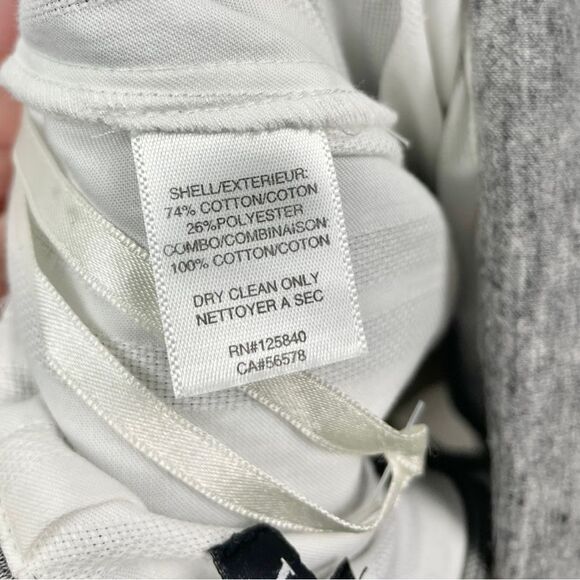 SHELL/EXTERIEUR:
74% COTTON/COTON
26%POLYESTER
COMBO/COMBINAISON
100% COTTON/COTON
DRY CLEAN ONLY
NETTOYER A SEC
RN#125840
CA#56578